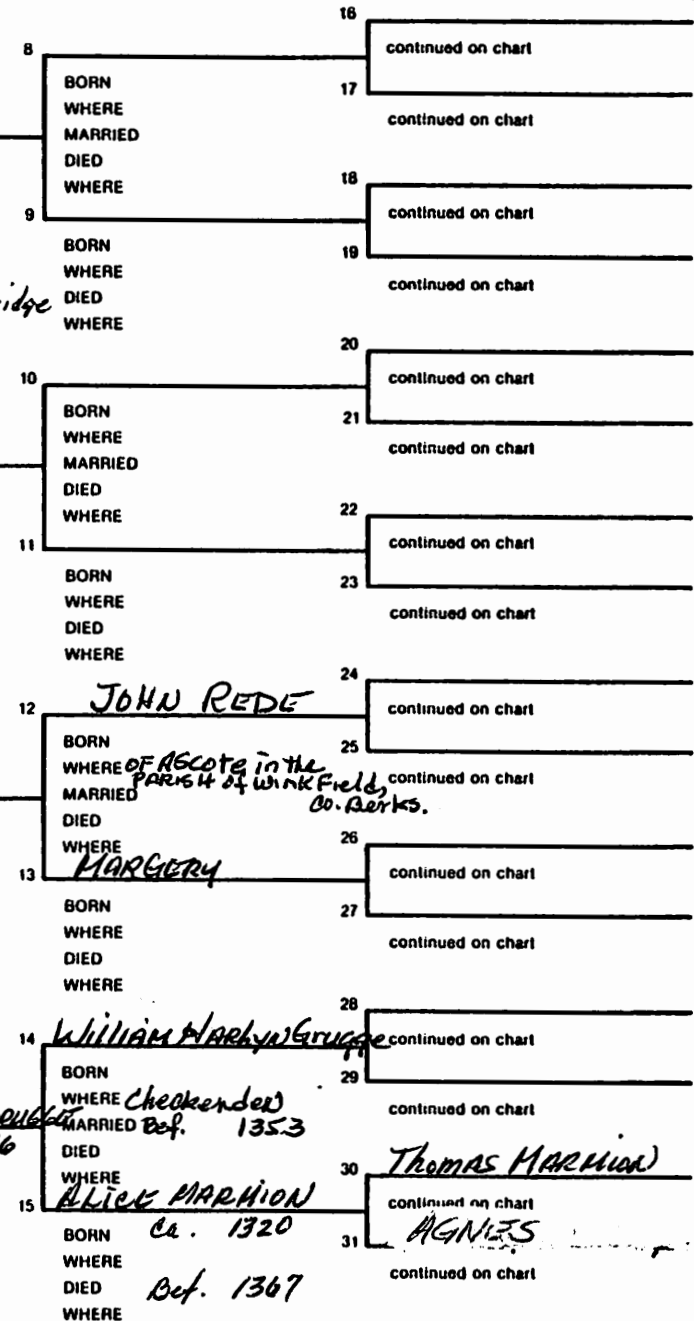 16
continued on chart
8
BORN
WHERE
MARRIED
DIED
WHERE
17
continued on chart
18
continued on chart
9
BORN
WHERE
DIED
WHERE
19
continued on chart
20
continued on chart
10
BORN
WHERE
MARRIED
DIED
WHERE
21
continued on chart
22
continued on chart
11
BORN
WHERE
DIED
WHERE
23
continued on chart
24
continued on chart
12 JOHN REDE
BORN
WHERE OF ASCOTE in the
PARISH of WinkField,
MARRIED
Co. Berks.
DIED
WHERE
25
continued on chart
26
continued on chart
13 MARGERY
BORN
WHERE
DIED
WHERE
27
continued on chart
28
continued on chart
14 William Grugge
BORN
WHERE Checkenden
MARRIED Bef. 1353
DIED
WHERE
29
continued on chart
30 Thomas MARMION
continued on chart
15 ALICE MARMION
BORN Ca. 1320
WHERE
DIED Bef. 1367
WHERE
31 AGNES
continued on chart